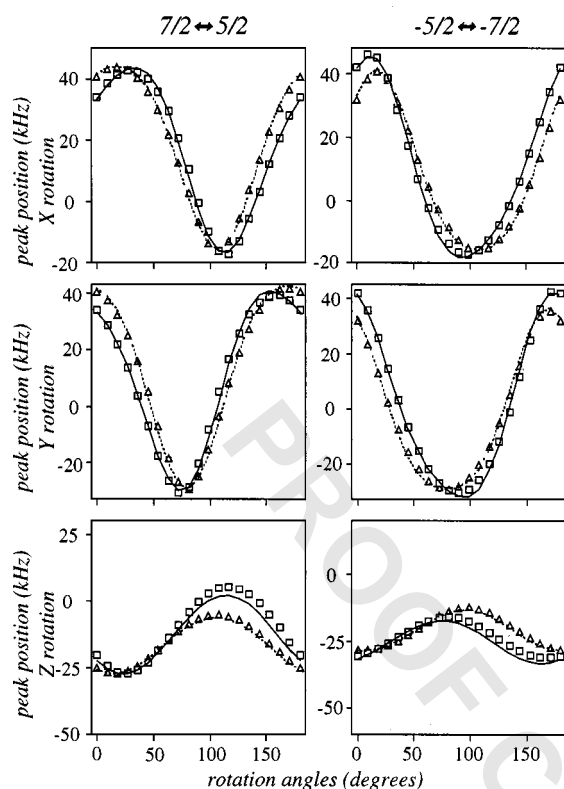 7/2 ↔ 5/2
-5/2 ↔ -7/2
peak position (kHz)
X rotation
40
20
0
-20
40
20
0
-20
peak position (kHz)
Y rotation
40
20
0
-20
40
20
0
-20
peak position (kHz)
Z rotation
25
0
-25
-50
0
-25
-50
0 50 100 150
0 50 100 150
rotation angles (degrees)
PROOF C